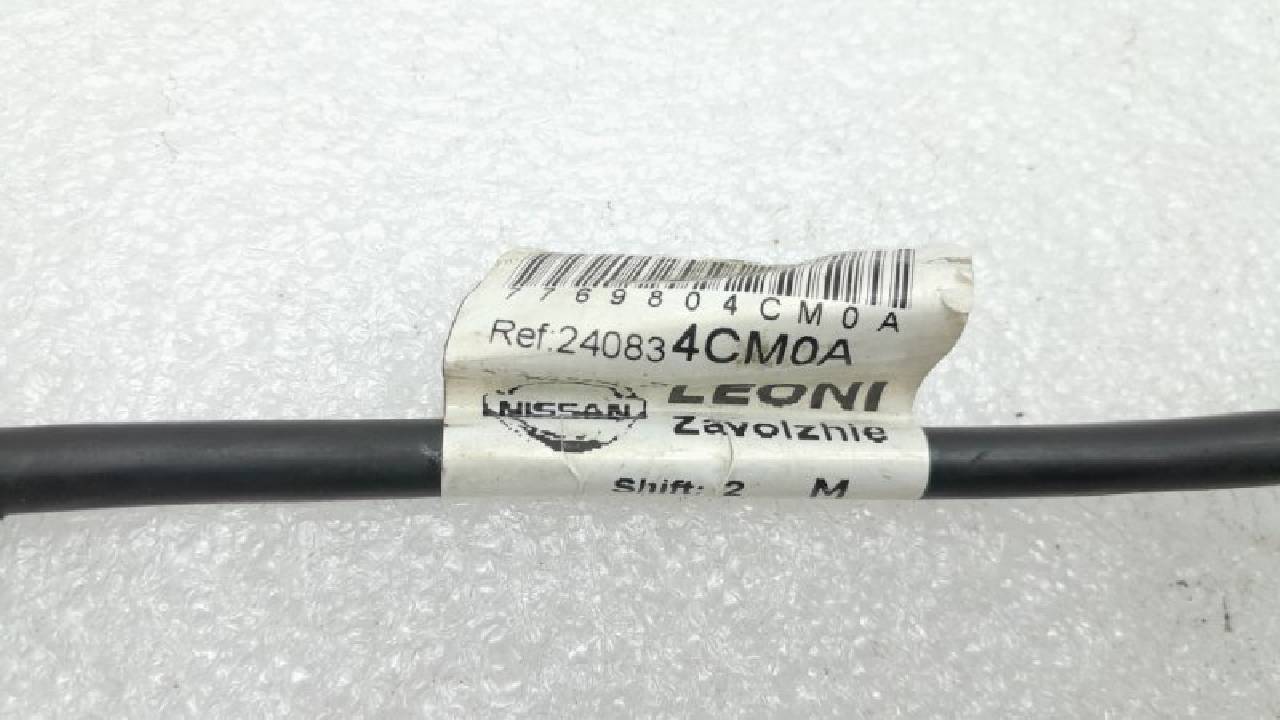 7769804CM0A
Ref:240834CM0A
NISSAN
LEONI
Zavolzhie
Shift: 2 M